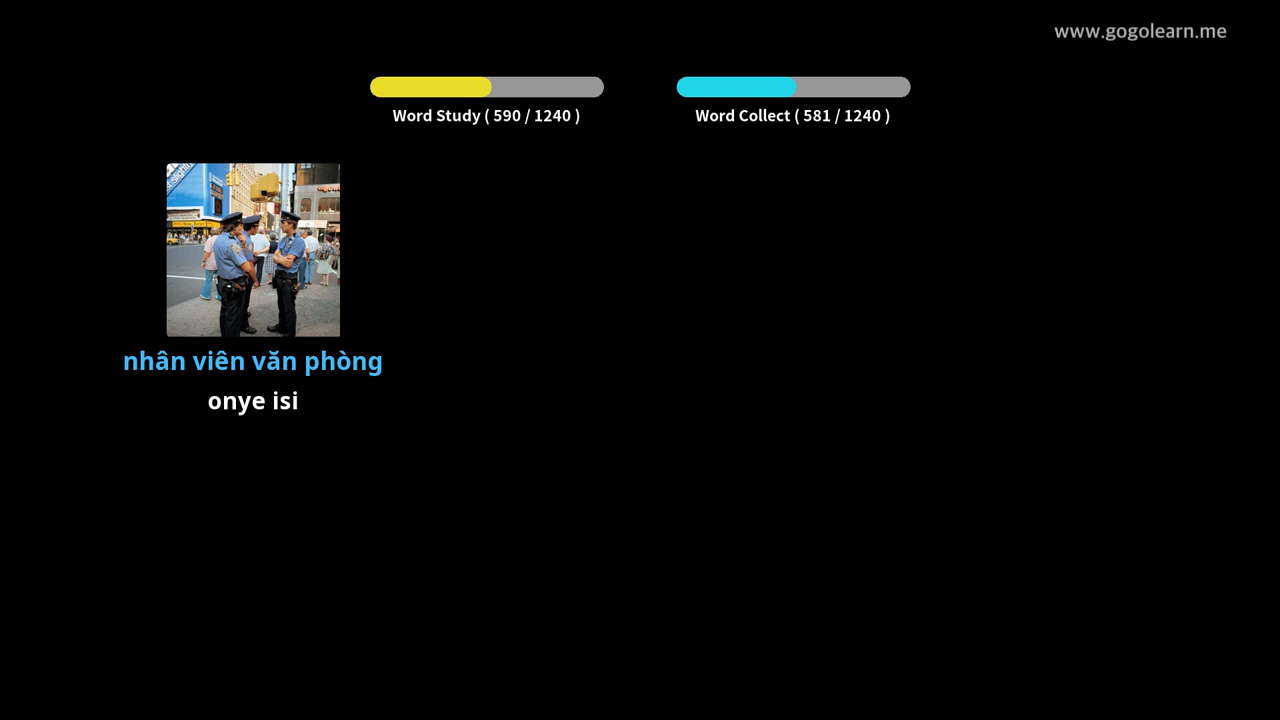 www.gogolearn.me
Word Study ( 590 / 1240 )
Word Collect ( 581 / 1240 )
nhân viên văn phòng
onye isi